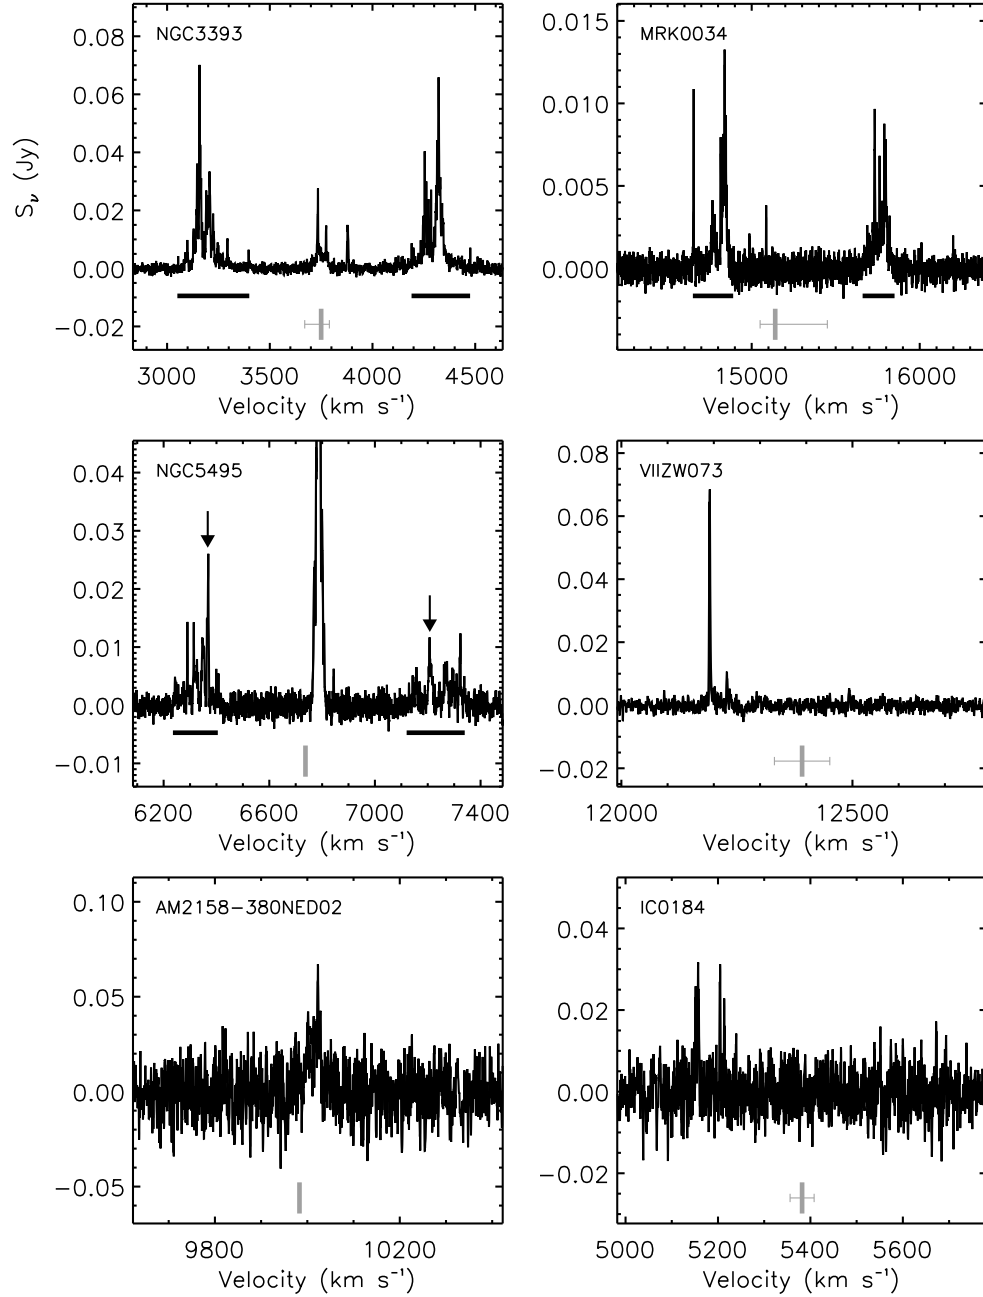 NGC3393
MRK0034
0.08
0.06
0.04
0.02
0.00
−0.02
S_ν (Jy)
0.015
0.010
0.005
0.000
3000 3500 4000 4500
15000 16000
Velocity (km s⁻¹)
Velocity (km s⁻¹)
NGC5495
VIIZW073
0.04
0.03
0.02
0.01
0.00
−0.01
0.08
0.06
0.04
0.02
0.00
−0.02
6200 6600 7000 7400
12000 12500
Velocity (km s⁻¹)
Velocity (km s⁻¹)
AM2158−380NED02
IC0184
0.10
0.05
0.00
−0.05
0.04
0.02
0.00
−0.02
9800 10200
5000 5200 5400 5600
Velocity (km s⁻¹)
Velocity (km s⁻¹)